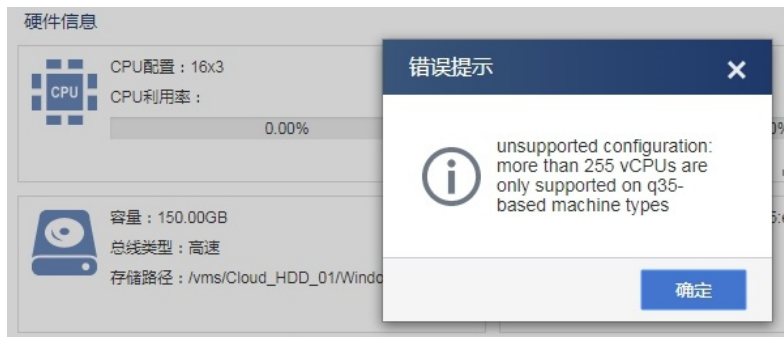 硬件信息
CPU
CPU配置：16x3
CPU利用率：
0.00%
容量：150.00GB
总线类型：高速
存储路径：/vms/Cloud_HDD_01/Windo
错误提示
unsupported configuration:
more than 255 vCPUs are
only supported on q35-
based machine types
确定